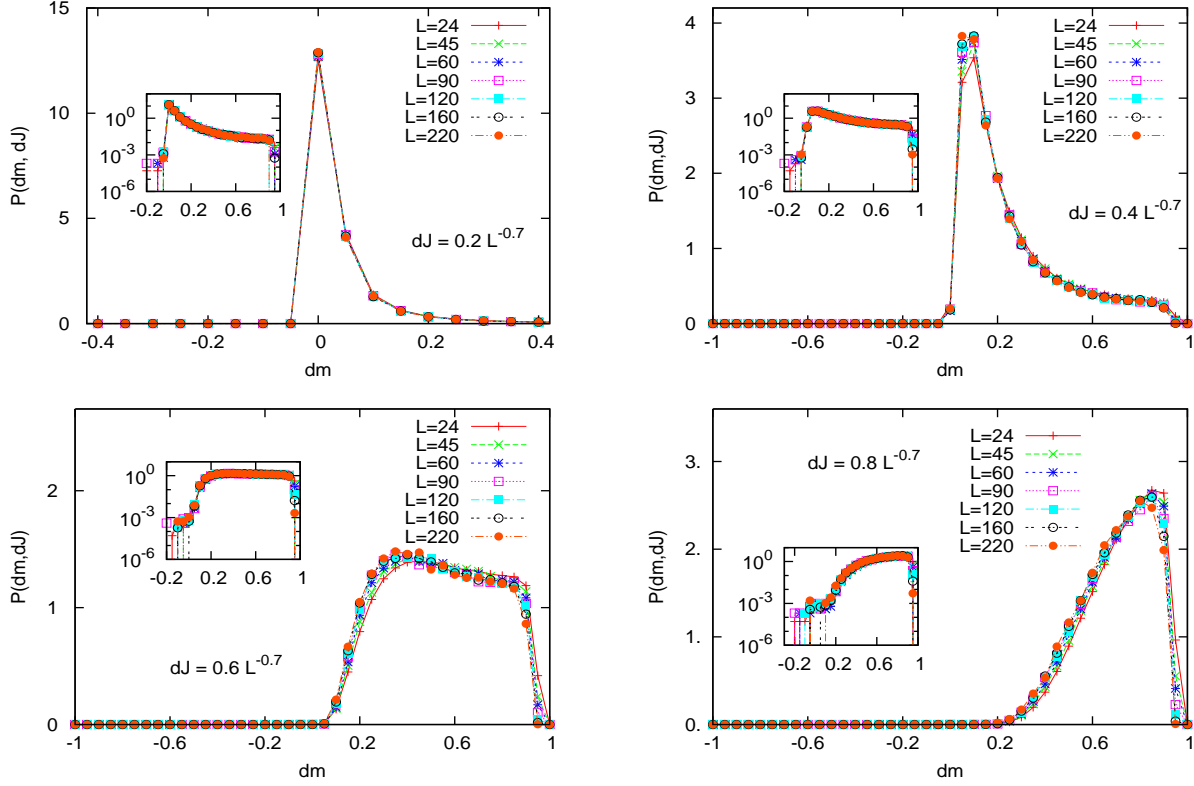 15
10
5
0
-0.4
-0.2
0
0.2
0.4
P(dm, dJ)
dm
L=24
L=45
L=60
L=90
L=120
L=160
L=220
dJ = 0.2 L^-0.7
10^0
10^-3
10^-6
-0.2
0.2
0.6
1
4
3
2
1
0
-1
-0.6
-0.2
0.2
0.6
1
P(dm,dJ)
dm
L=24
L=45
L=60
L=90
L=120
L=160
L=220
dJ = 0.4 L^-0.7
10^0
10^-3
10^-6
-0.2
0.2
0.6
1
2
1
0
-1
-0.6
-0.2
0.2
0.6
1
P(dm,dJ)
dm
L=24
L=45
L=60
L=90
L=120
L=160
L=220
dJ = 0.6 L^-0.7
10^0
10^-3
10^-6
-0.2
0.2
0.6
1
3.
2.
1.
0.
-1
-0.6
-0.2
0.2
0.6
1
P(dm,dJ)
dm
L=24
L=45
L=60
L=90
L=120
L=160
L=220
dJ = 0.8 L^-0.7
10^0
10^-3
10^-6
-0.2
0.2
0.6
1